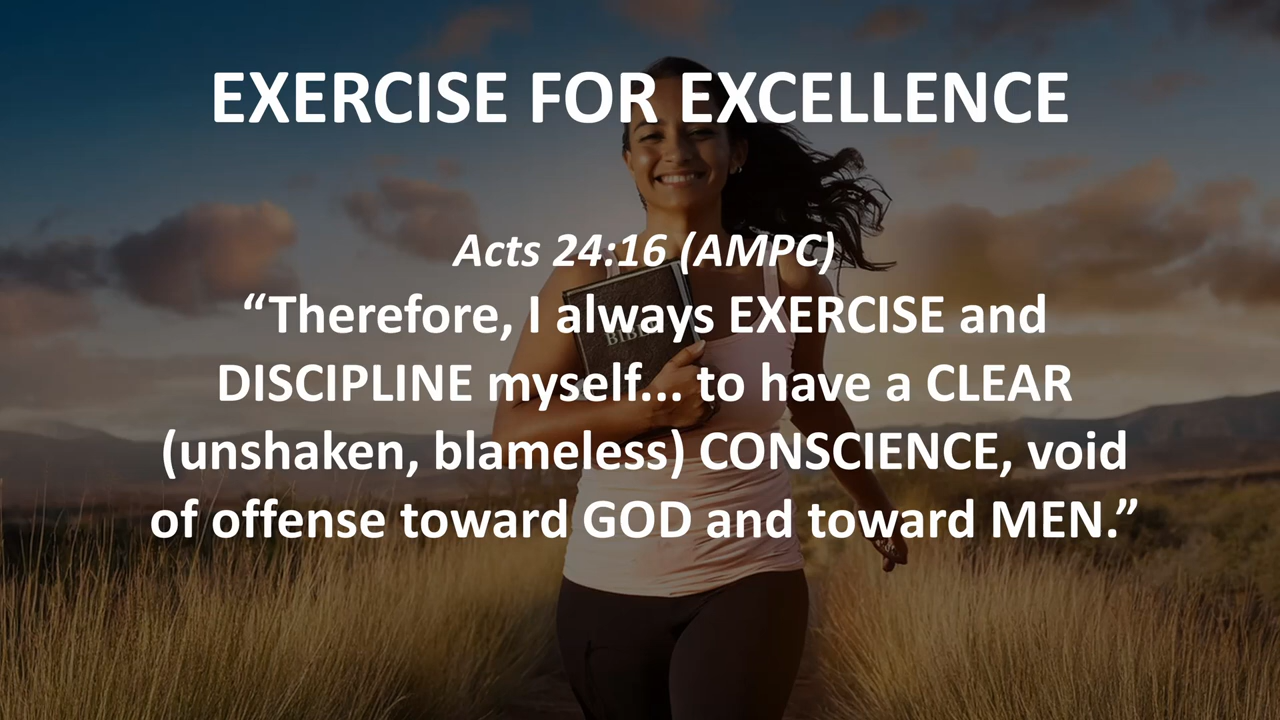 EXERCISE FOR EXCELLENCE
Acts 24:16 (AMPC)
“Therefore, I always EXERCISE and
DISCIPLINE myself... to have a CLEAR
(unshaken, blameless) CONSCIENCE, void
of offense toward GOD and toward MEN.”
BIBLE